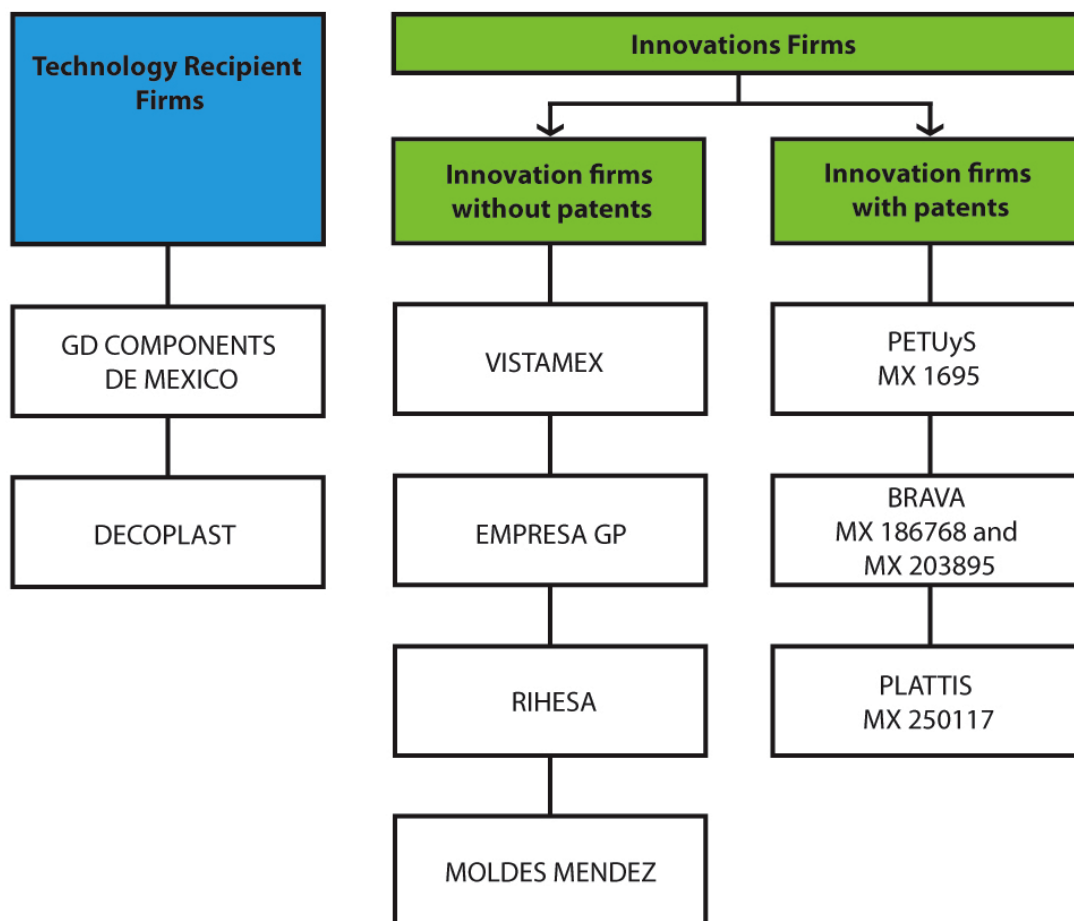 Technology Recipient
Firms
GD COMPONENTS
DE MEXICO
DECOPLAST
Innovations Firms
Innovation firms
without patents
VISTAMEX
EMPRESA GP
RIHESA
MOLDES MENDEZ
Innovation firms
with patents
PETUyS
MX 1695
BRAVA
MX 186768 and
MX 203895
PLATTIS
MX 250117